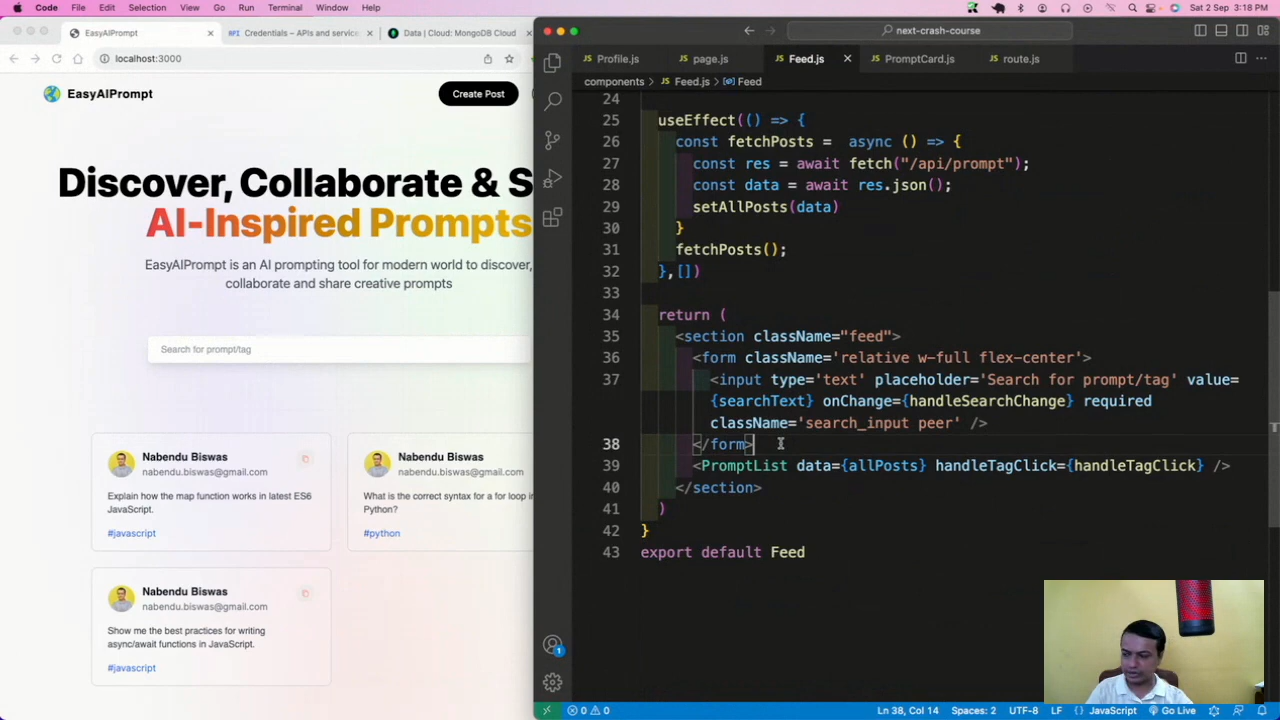 Code File Edit Selection View Go Run Terminal Window Help
Sat 2 Sep 3:18 PM
EasyAIPrompt
Credentials – APIs and service
Data | Cloud: MongoDB Cloud
localhost:3000
EasyAIPrompt
Create Post
Discover, Collaborate & S
AI-Inspired Prompts
EasyAIPrompt is an AI prompting tool for modern world to discover,
collaborate and share creative prompts
Search for prompt/tag
Nabendu Biswas
nabendu.biswas@gmail.com
Explain how the map function works in latest ES6
JavaScript.
#javascript
Nabendu Biswas
nabendu.biswas@gmail.com
What is the correct syntax for a for loop in
Python?
#python
Nabendu Biswas
nabendu.biswas@gmail.com
Show me the best practices for writing
async/await functions in JavaScript.
#javascript
next-crash-course
Profile.js page.js Feed.js PromptCard.js route.js
components > Feed.js > Feed
24
25 useEffect(() => {
26 const fetchPosts = async () => {
27 const res = await fetch("/api/prompt");
28 const data = await res.json();
29 setAllPosts(data)
30 }
31 fetchPosts();
32 },[])
33
34 return (
35 <section className="feed">
36 <form className='relative w-full flex-center'>
37 <input type='text' placeholder='Search for prompt/tag' value=
{searchText} onChange={handleSearchChange} required
className='search_input peer' />
38 </form>
39 <PromptList data={allPosts} handleTagClick={handleTagClick} />
40 </section>
41 )
42 }
43 export default Feed
1
0 0 Ln 38, Col 14 Spaces: 2 UTF-8 LF {} JavaScript Go Live